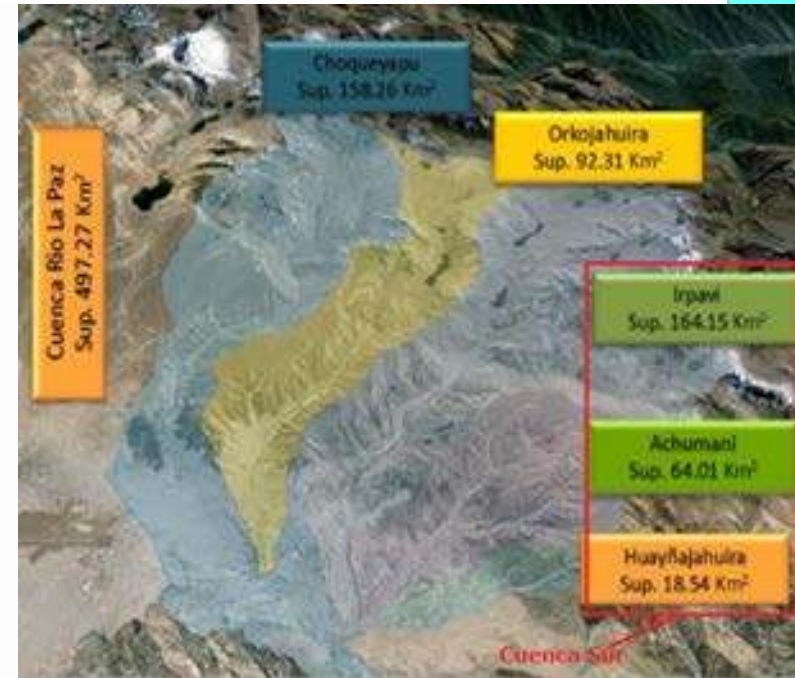 Choqueyapu
Sup. 158.26 Km²
Orkojahuira
Sup. 92.31 Km²
Cuenca Rio La Paz
Sup. 497.27 Km²
Irpavi
Sup. 164.15 Km²
Achumani
Sup. 64.01 Km²
Huayñajahuira
Sup. 18.54 Km²
Cuenca Sur